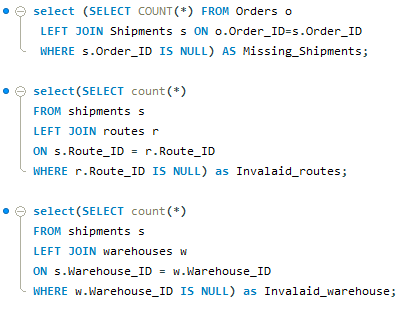 select (SELECT COUNT(*) FROM Orders o
LEFT JOIN Shipments s ON o.Order_ID=s.Order_ID
WHERE s.Order_ID IS NULL) AS Missing_Shipments;
select(SELECT count(*)
FROM shipments s
LEFT JOIN routes r
ON s.Route_ID = r.Route_ID
WHERE r.Route_ID IS NULL) as Invalaid_routes;
select(SELECT count(*)
FROM shipments s
LEFT JOIN warehouses w
ON s.Warehouse_ID = w.Warehouse_ID
WHERE w.Warehouse_ID IS NULL) as Invalaid_warehouse;